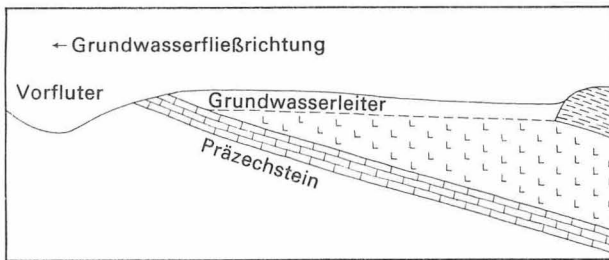 ← Grundwasserfließrichtung
Vorfluter
Grundwasserleiter
Präzechstein